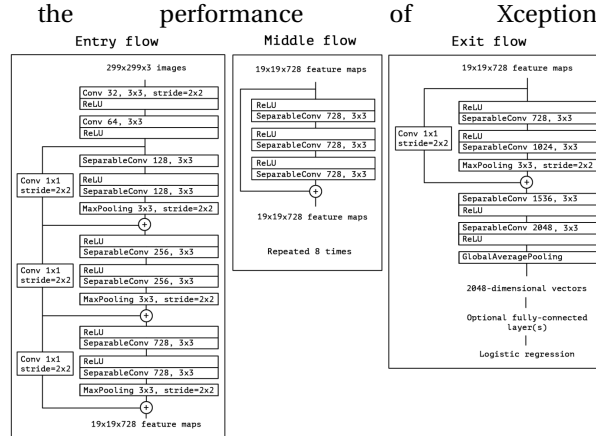 the performance of Xception
Entry flow
299x299x3 images
Conv 32, 3x3, stride=2x2
ReLU
Conv 64, 3x3
ReLU
SeparableConv 128, 3x3
Conv 1x1
stride=2x2
ReLU
SeparableConv 128, 3x3
MaxPooling 3x3, stride=2x2
+
ReLU
SeparableConv 256, 3x3
Conv 1x1
stride=2x2
ReLU
SeparableConv 256, 3x3
MaxPooling 3x3, stride=2x2
+
ReLU
SeparableConv 728, 3x3
Conv 1x1
stride=2x2
ReLU
SeparableConv 728, 3x3
MaxPooling 3x3, stride=2x2
+
19x19x728 feature maps
Middle flow
19x19x728 feature maps
ReLU
SeparableConv 728, 3x3
ReLU
SeparableConv 728, 3x3
ReLU
SeparableConv 728, 3x3
+
19x19x728 feature maps
Repeated 8 times
Exit flow
19x19x728 feature maps
ReLU
SeparableConv 728, 3x3
Conv 1x1
stride=2x2
ReLU
SeparableConv 1024, 3x3
MaxPooling 3x3, stride=2x2
+
SeparableConv 1536, 3x3
ReLU
SeparableConv 2048, 3x3
ReLU
GlobalAveragePooling
2048-dimensional vectors
Optional fully-connected
layer(s)
Logistic regression